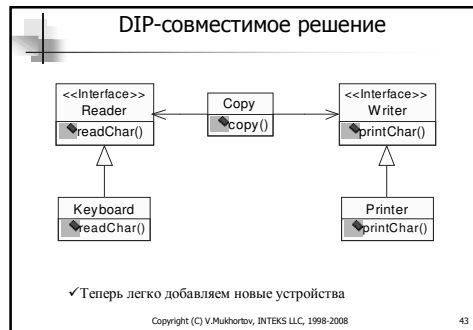 DIP-совместимое решение
<<Interface>>
Reader
readChar()
Copy
copy()
<<Interface>>
Writer
printChar()
Keyboard
readChar()
Printer
printChar()
✓Теперь легко добавляем новые устройства
Copyright (C) V.Mukhortov, INTEKS LLC, 1998-2008
43